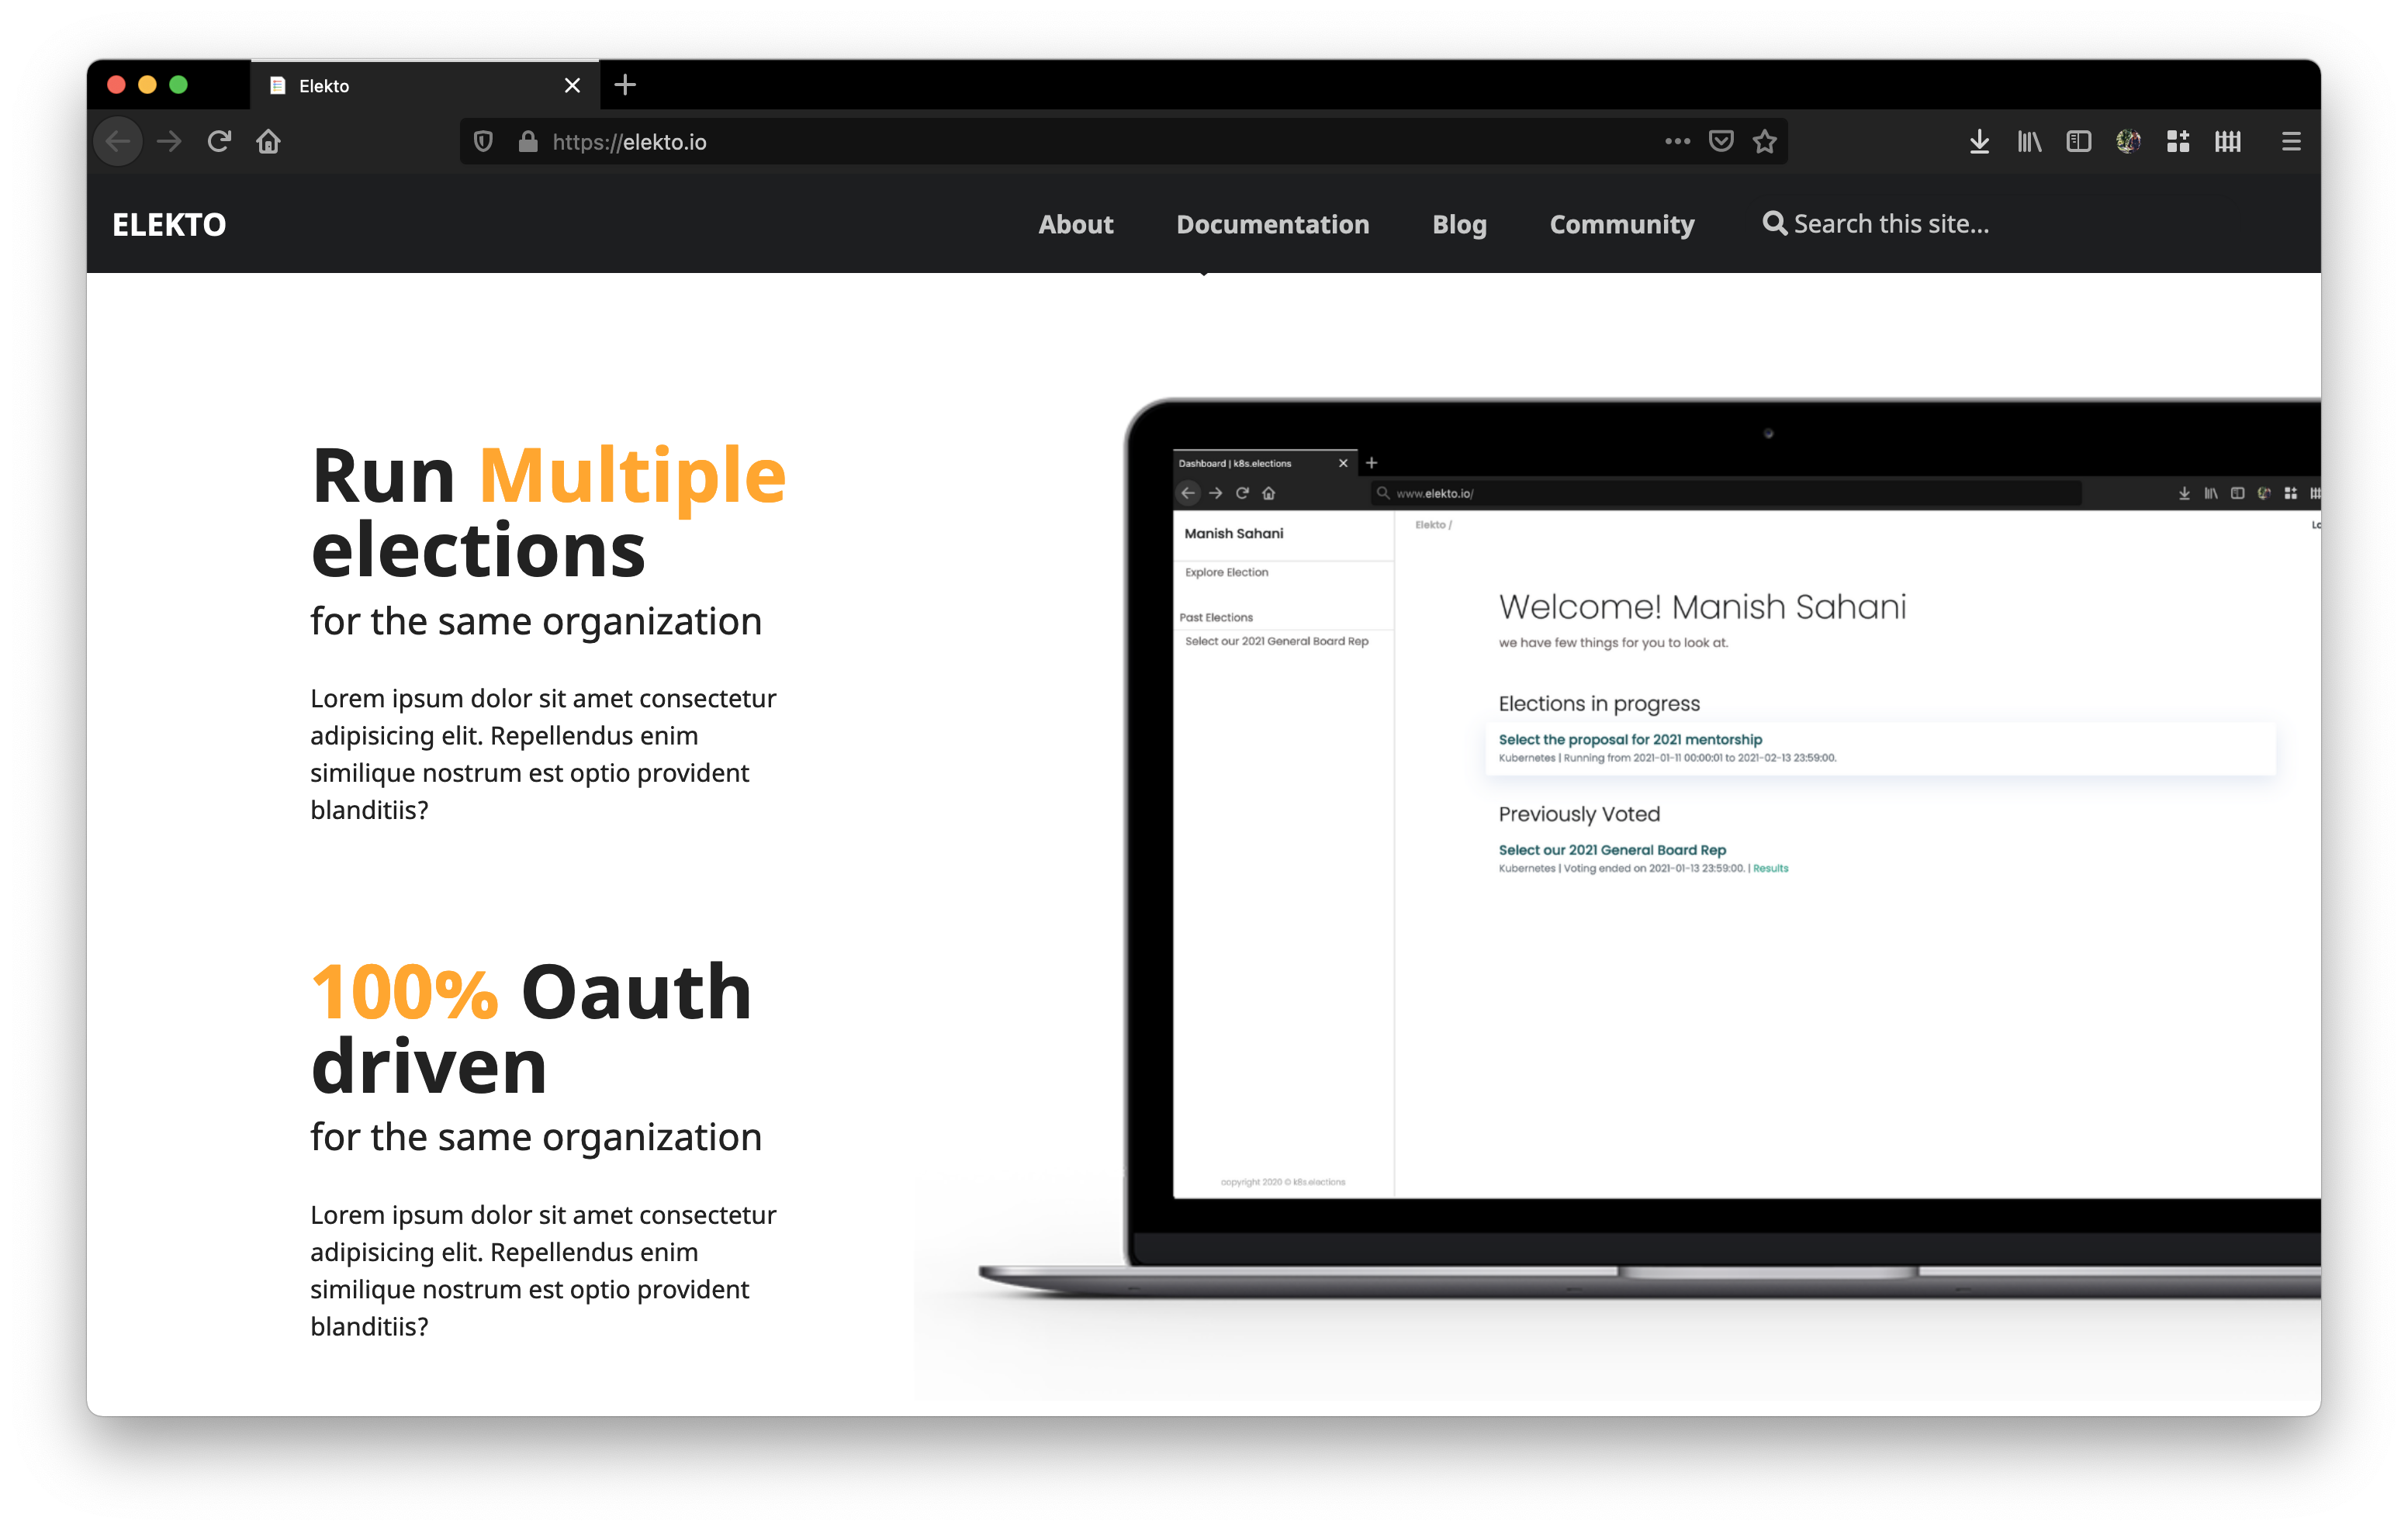 Elekto
https://elekto.io
ELEKTO
About Documentation Blog Community Search this site...
Run Multiple
elections
for the same organization
Lorem ipsum dolor sit amet consectetur
adipisicing elit. Repellendus enim
similique nostrum est optio provident
blanditiis?
100% Oauth
driven
for the same organization
Lorem ipsum dolor sit amet consectetur
adipisicing elit. Repellendus enim
similique nostrum est optio provident
blanditiis?
Dashboard | k8s.elections
www.elekto.io/
Manish Sahani
Explore Election
Past Elections
Select our 2021 General Board Rep
copyright 2020 © k8s.elections
Elekto /
Welcome! Manish Sahani
we have few things for you to look at.
Elections in progress
Select the proposal for 2021 mentorship
Kubernetes | Running from 2021-01-11 00:00:01 to 2021-02-13 23:59:00.
Previously Voted
Select our 2021 General Board Rep
Kubernetes | Voting ended on 2021-01-13 23:59:00. | Results